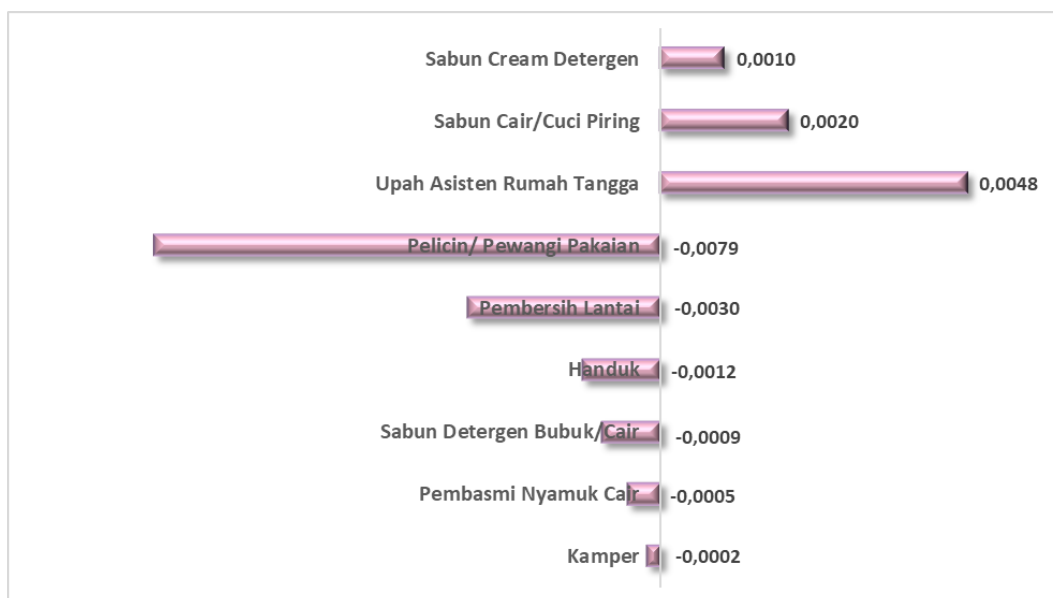 Sabun Cream Detergen 0,0010
Sabun Cair/Cuci Piring 0,0020
Upah Asisten Rumah Tangga 0,0048
Pelicin/ Pewangi Pakaian -0,0079
Pembersih Lantai -0,0030
Handuk -0,0012
Sabun Detergen Bubuk/Cair -0,0009
Pembasmi Nyamuk Cair -0,0005
Kamper -0,0002